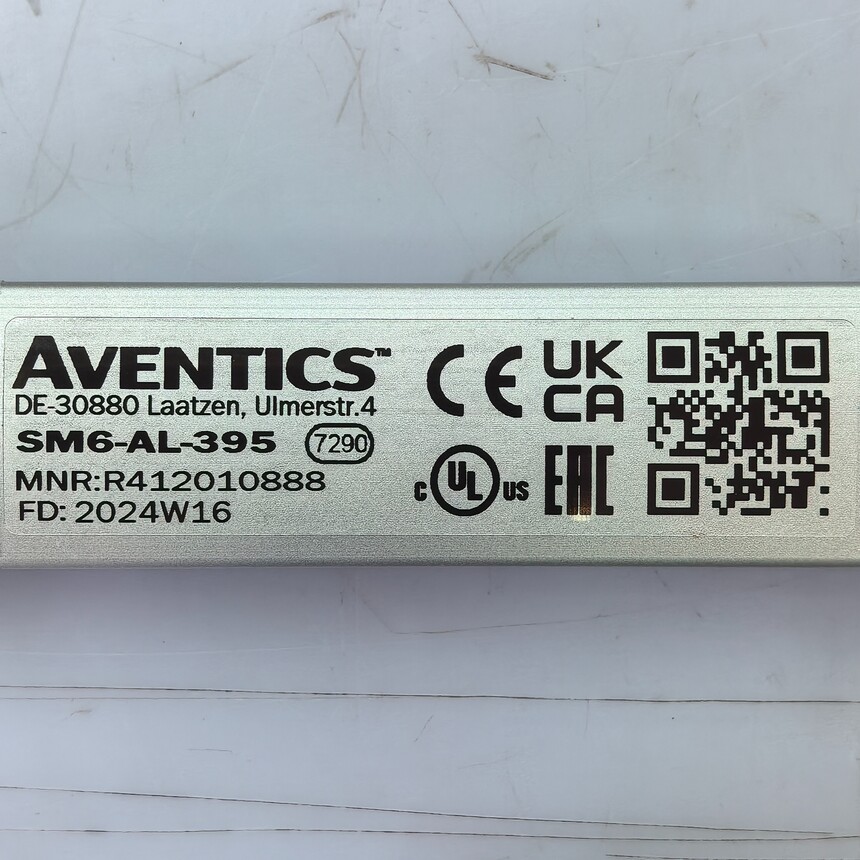 AVENTICS™
DE-30880 Laatzen, Ulmerstr.4
SM6-AL-395 7290
MNR:R412010888
FD: 2024W16
CE UK CA
c UL US EAC